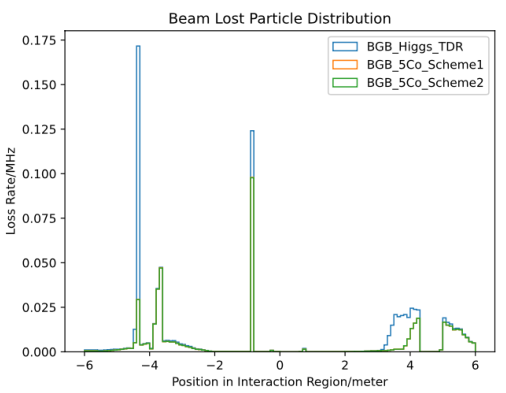 Beam Lost Particle Distribution
BGB_Higgs_TDR
BGB_5Co_Scheme1
BGB_5Co_Scheme2
Loss Rate/MHz
0.175
0.150
0.125
0.100
0.075
0.050
0.025
0.000
−6 −4 −2 0 2 4 6
Position in Interaction Region/meter